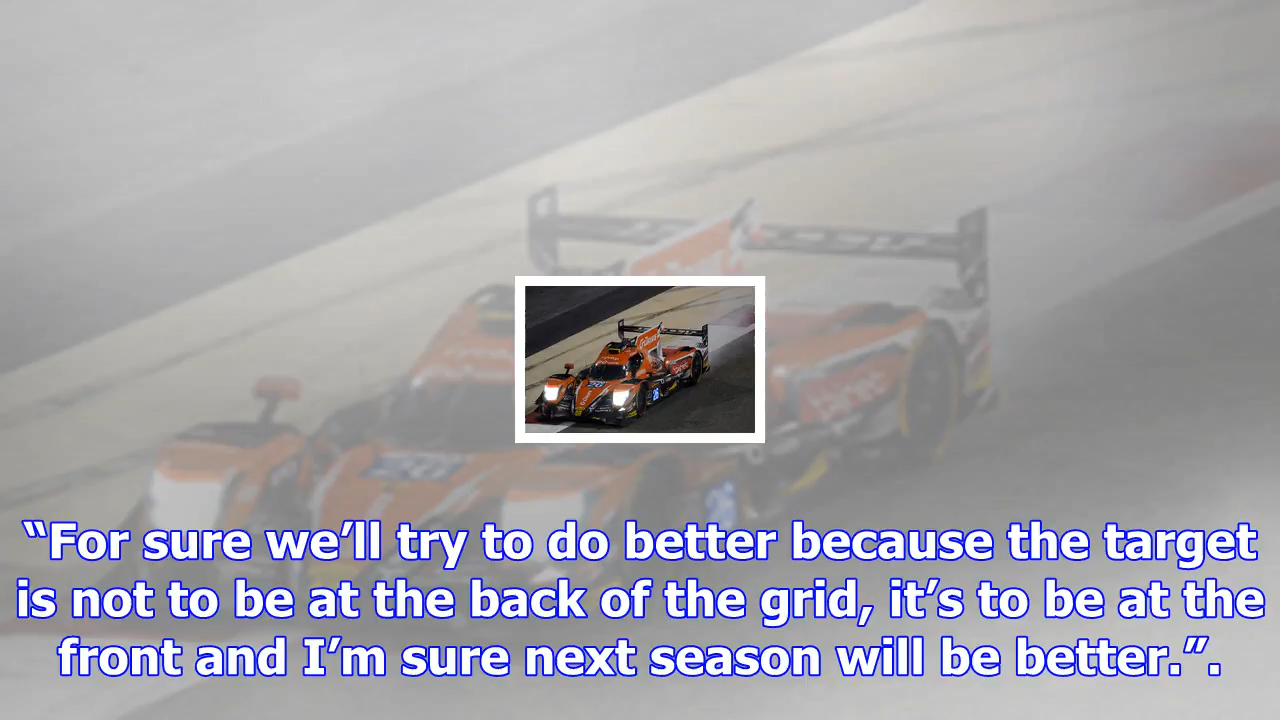 “For sure we’ll try to do better because the target
is not to be at the back of the grid, it’s to be at the
front and I’m sure next season will be better.”.
26